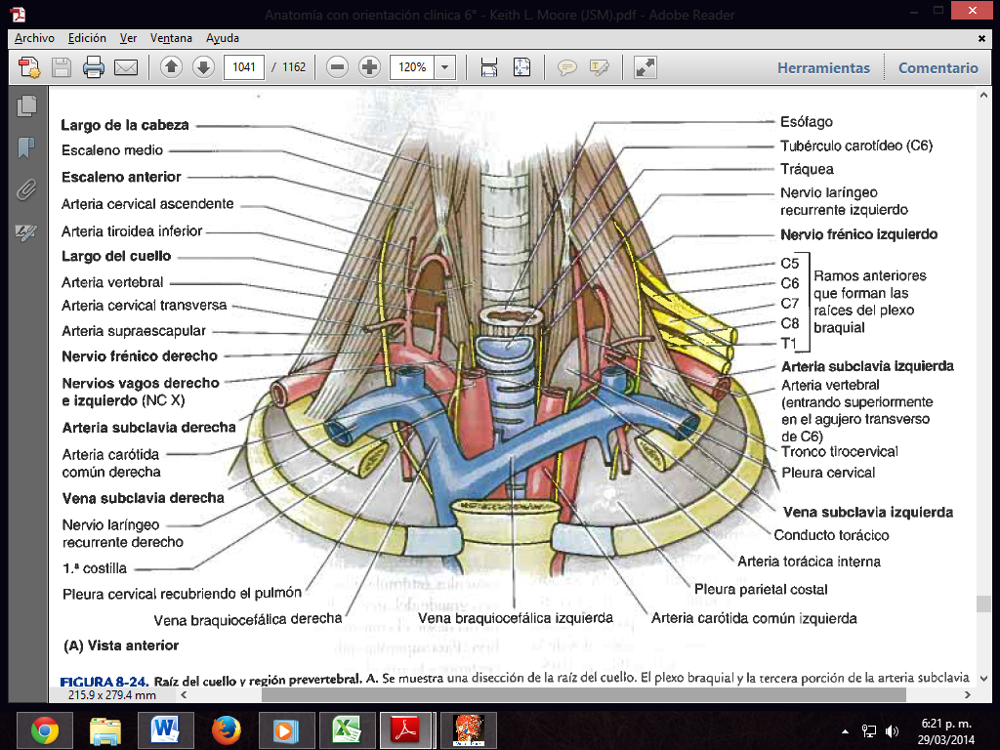 Anatomía con orientación clínica 6° - Keith L. Moore (JSM).pdf - Adobe Reader
Archivo Edición Ver Ventana Ayuda
1041 / 1162 120% Herramientas Comentario
Largo de la cabeza
Escaleno medio
Escaleno anterior
Arteria cervical ascendente
Arteria tiroidea inferior
Largo del cuello
Arteria vertebral
Arteria cervical transversa
Arteria supraescapular
Nervio frénico derecho
Nervios vagos derecho
e izquierdo (NC X)
Arteria subclavia derecha
Arteria carótida
común derecha
Vena subclavia derecha
Nervio laríngeo
recurrente derecho
1.ª costilla
Pleura cervical recubriendo el pulmón
Vena braquiocefálica derecha
Vena braquiocefálica izquierda
Esófago
Tubérculo carotídeo (C6)
Tráquea
Nervio laríngeo
recurrente izquierdo
Nervio frénico izquierdo
C5
C6
C7
C8
T1
Ramos anteriores
que forman las
raíces del plexo
braquial
Arteria subclavia izquierda
Arteria vertebral
(entrando superiormente
en el agujero transverso
de C6)
Tronco tirocervical
Pleura cervical
Vena subclavia izquierda
Conducto torácico
Arteria torácica interna
Pleura parietal costal
Arteria carótida común izquierda
(A) Vista anterior
FIGURA 8-24. Raíz del cuello y región prevertebral. A. Se muestra una disección de la raíz del cuello. El plexo braquial y la tercera porción de la arteria subclavia
215.9 x 279.4 mm
6:21 p. m.
29/03/2014